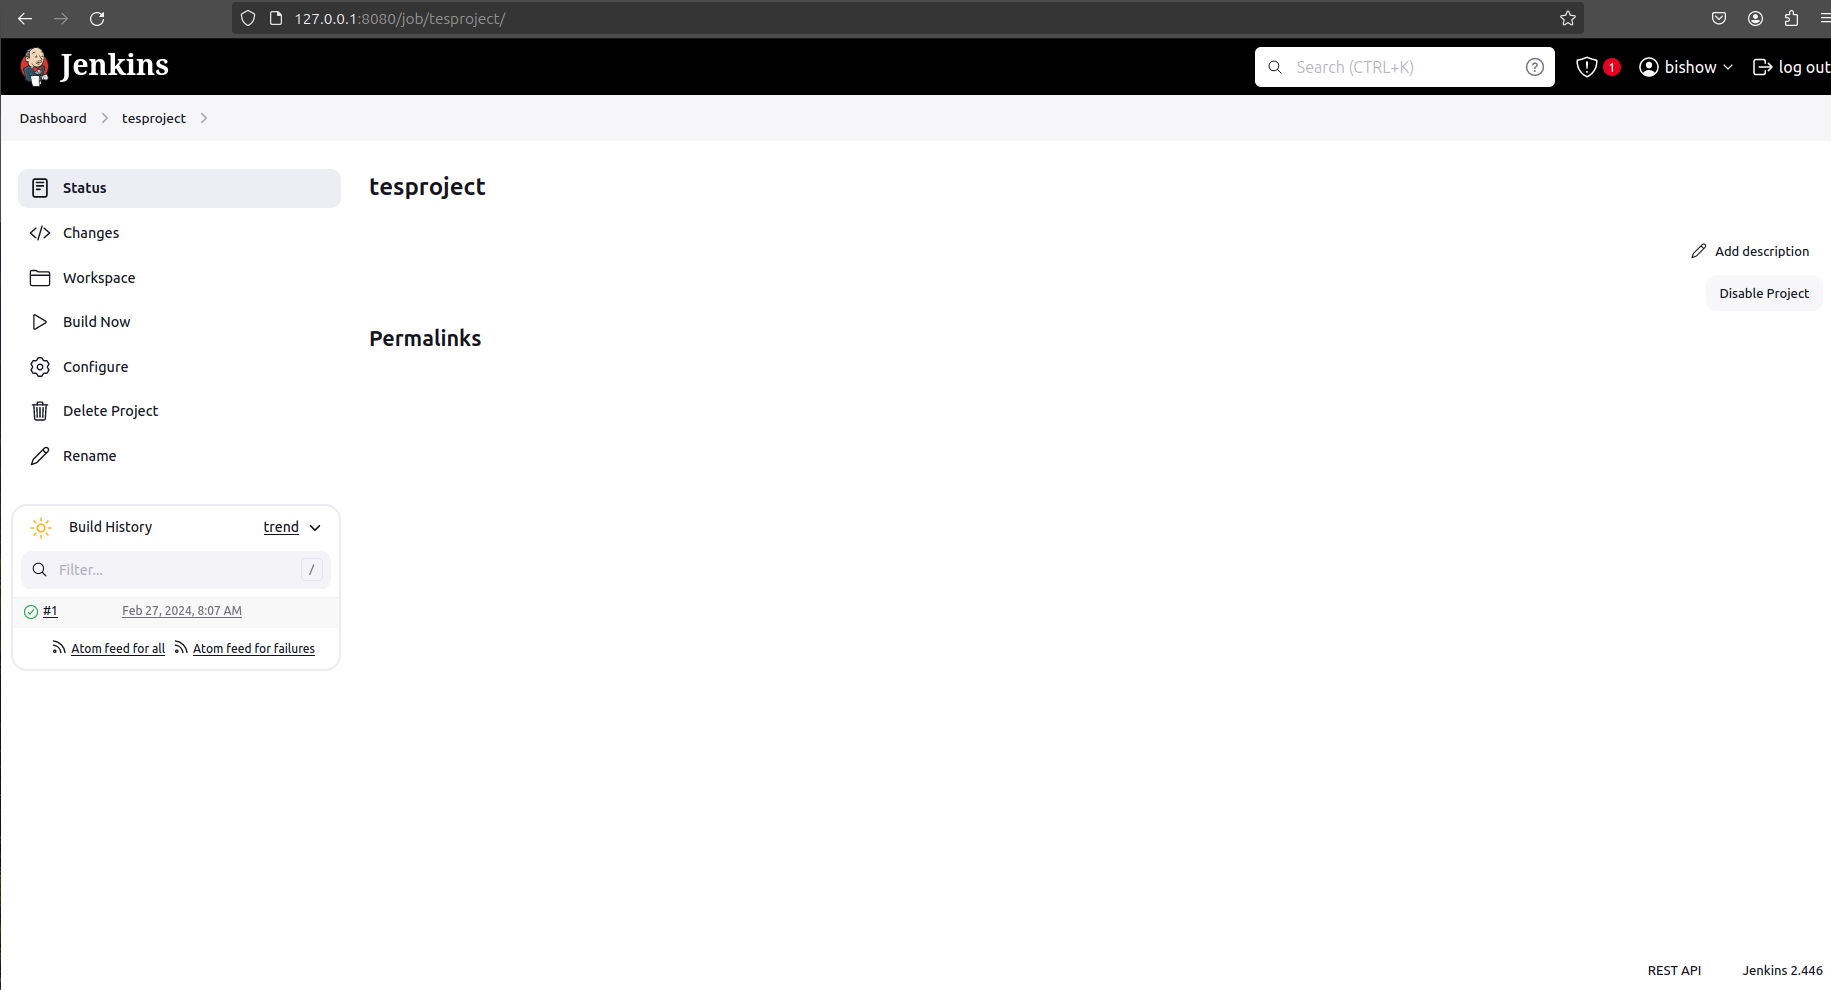 127.0.0.1:8080/job/tesproject/
Jenkins
Search (CTRL+K)
1
bishow
log out
Dashboard
tesproject
Status
Changes
Workspace
Build Now
Configure
Delete Project
Rename
tesproject
Add description
Disable Project
Permalinks
Build History
trend
Filter...
/
#1
Feb 27, 2024, 8:07 AM
Atom feed for all
Atom feed for failures
REST API
Jenkins 2.446